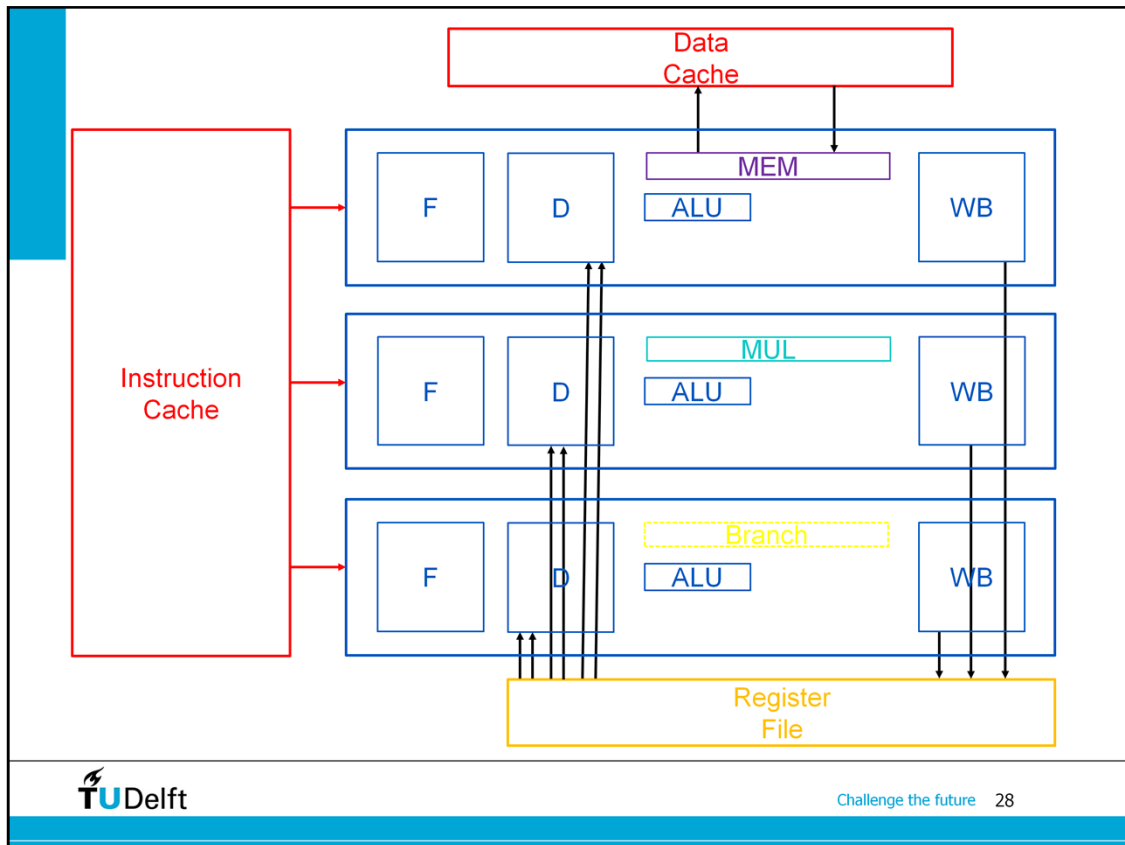 Data
Cache
MEM
F
D
ALU
WB
MUL
F
D
ALU
WB
Instruction
Cache
Branch
F
D
ALU
WB
Register
File
TUDelft
Challenge the future 28